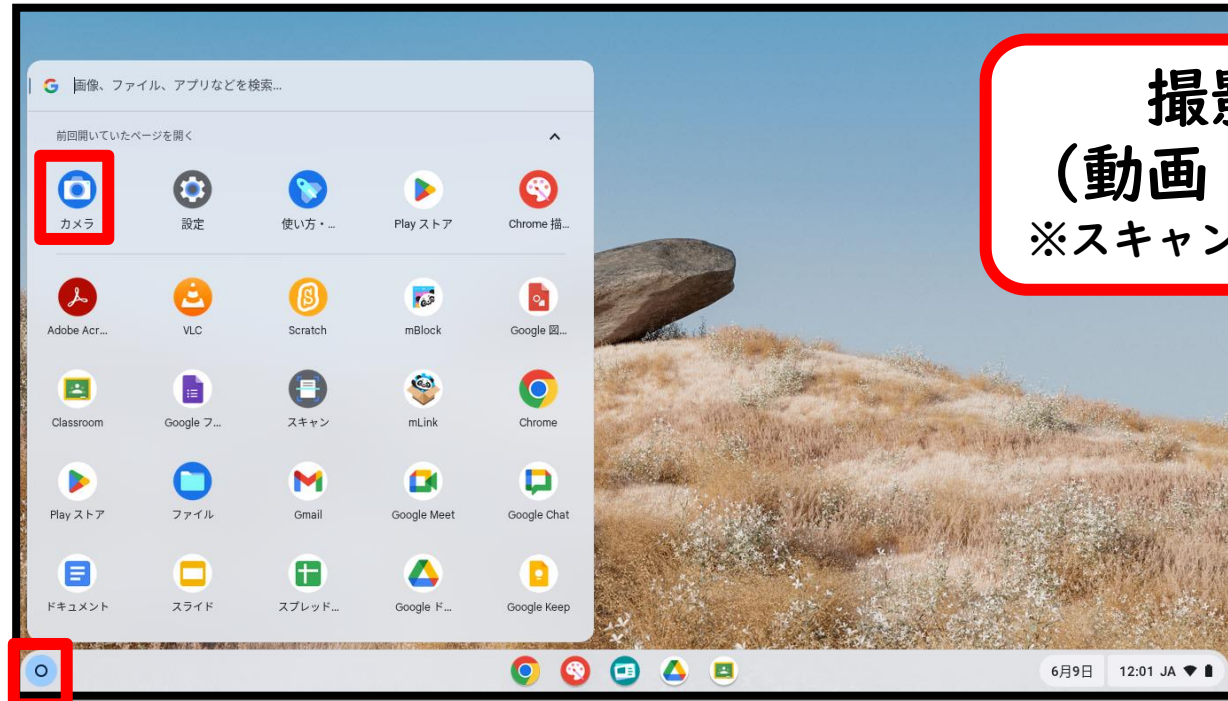 画像、ファイル、アプリなどを検索...
前回開いていたページを開く
カメラ
設定
使い方・...
Play ストア
Chrome 描...
Adobe Acr...
VLC
Scratch
mBlock
Google 図...
Classroom
Google フ...
スキャン
mLink
Chrome
Play ストア
ファイル
Gmail
Google Meet
Google Chat
ドキュメント
スライド
スプレッド...
Google ド...
Google Keep
撮影
(動画
※スキャン
6月9日 12:01 JA